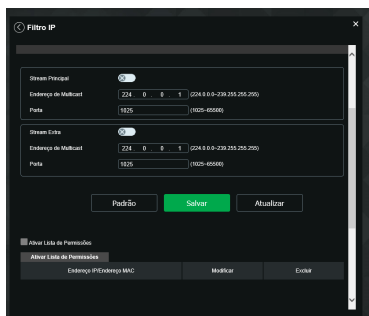 Filtro IP
Stream Principal
Endereço de Multicast 224 . 0 . 0 . 1 (224.0.0.0~239.255.255.255)
Porta 1025 (1025~65500)
Stream Extra
Endereço de Multicast 224 . 0 . 0 . 1 (224.0.0.0~239.255.255.255)
Porta 1025 (1025~65500)
Padrão Salvar Atualizar
Ativar Lista de Permissões
Ativar Lista de Permissões
Endereço IP/Endereço MAC Modificar Excluir